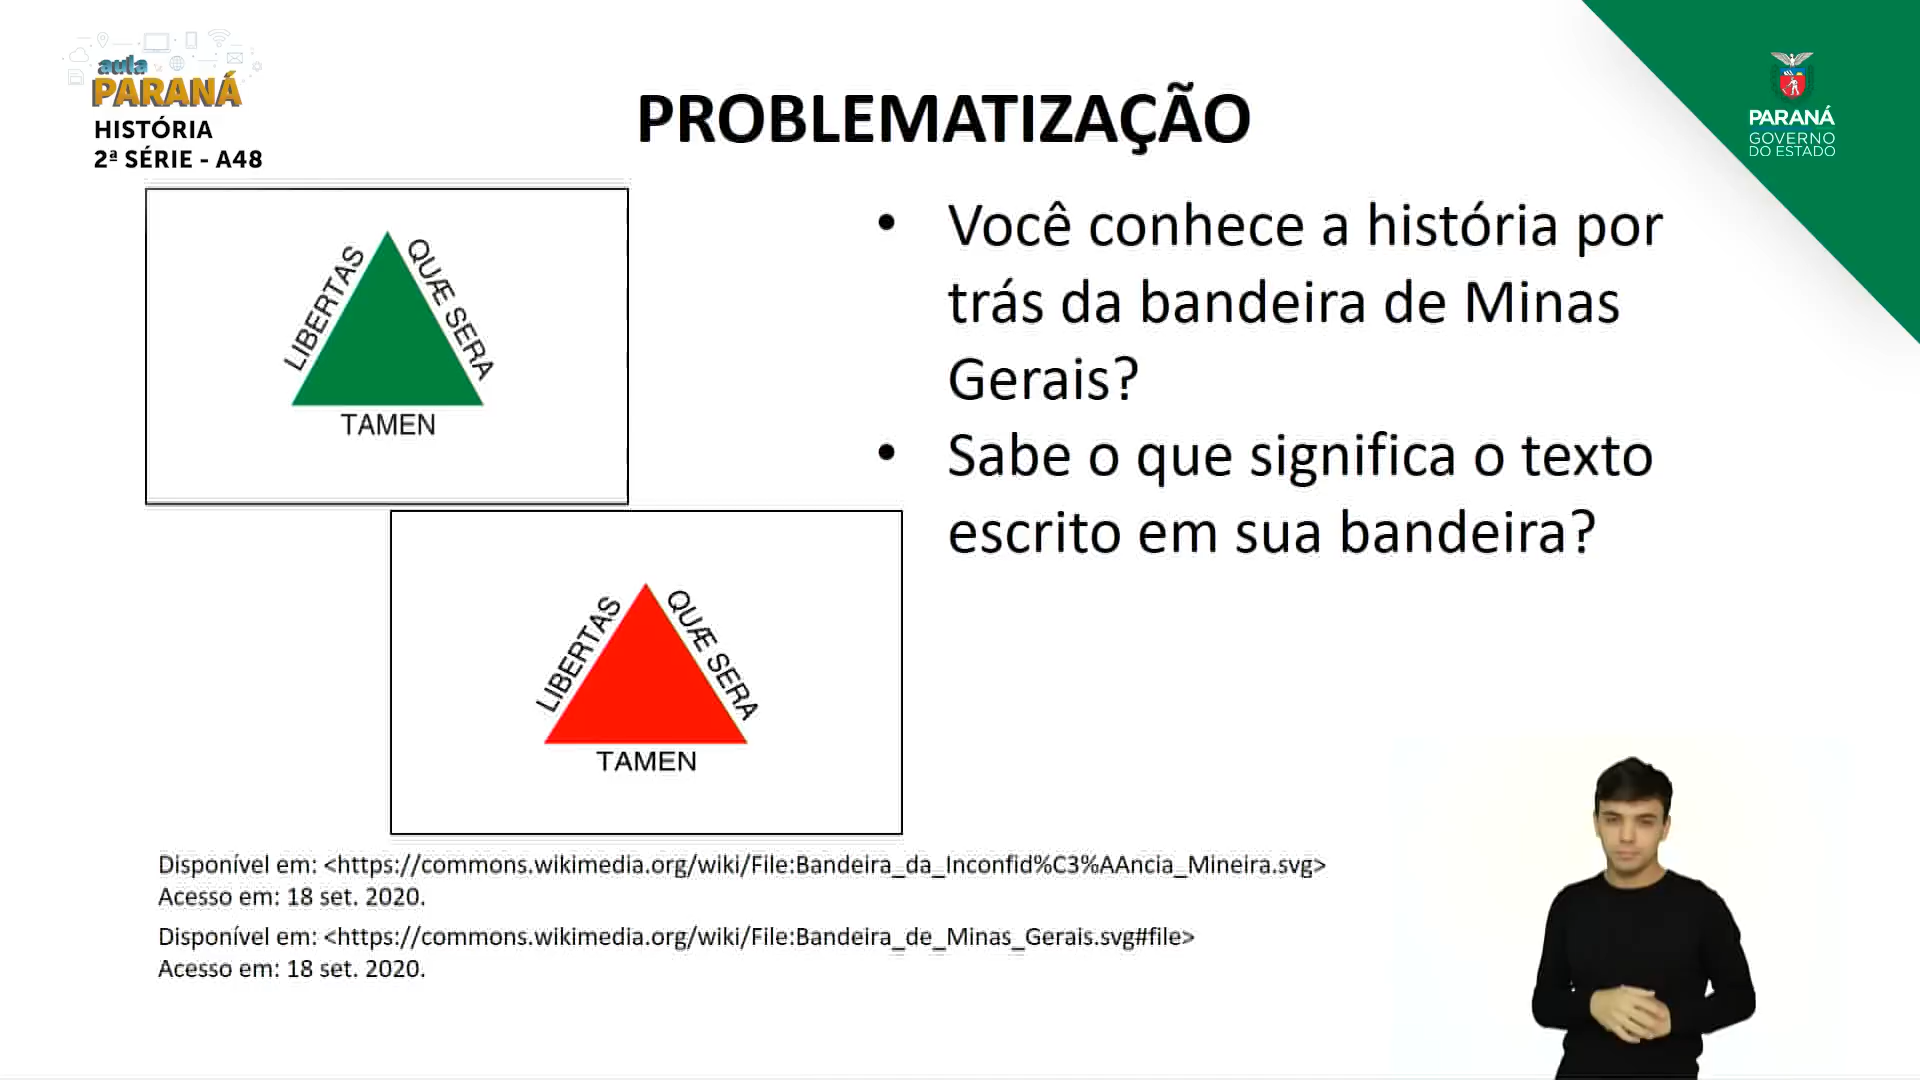 aula
PARANÁ
HISTÓRIA
2ª SÉRIE - A48
PROBLEMATIZAÇÃO
PARANÁ
GOVERNO
DO ESTADO
LIBERTAS
QUÆ SERA
TAMEN
LIBERTAS
QUÆ SERA
TAMEN
• Você conhece a história por
trás da bandeira de Minas
Gerais?
• Sabe o que significa o texto
escrito em sua bandeira?
Disponível em: <https://commons.wikimedia.org/wiki/File:Bandeira_da_Inconfid%C3%AAncia_Mineira.svg>
Acesso em: 18 set. 2020.
Disponível em: <https://commons.wikimedia.org/wiki/File:Bandeira_de_Minas_Gerais.svg#file>
Acesso em: 18 set. 2020.